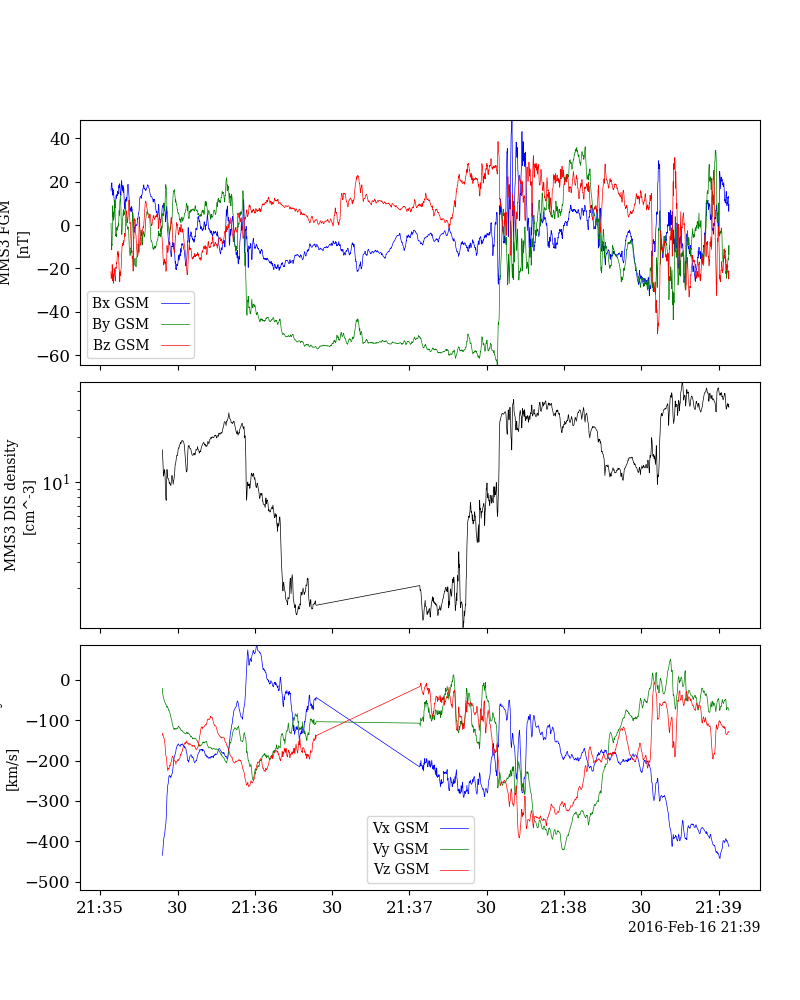 40
20
0
−20
−40
−60
MMS3 FGM
[nT]
Bx GSM
By GSM
Bz GSM
10^1
MMS3 DIS density
[cm^-3]
0
−100
−200
−300
−400
−500
[km/s]
Vx GSM
Vy GSM
Vz GSM
21:35 30 21:36 30 21:37 30 21:38 30 21:39
2016-Feb-16 21:39